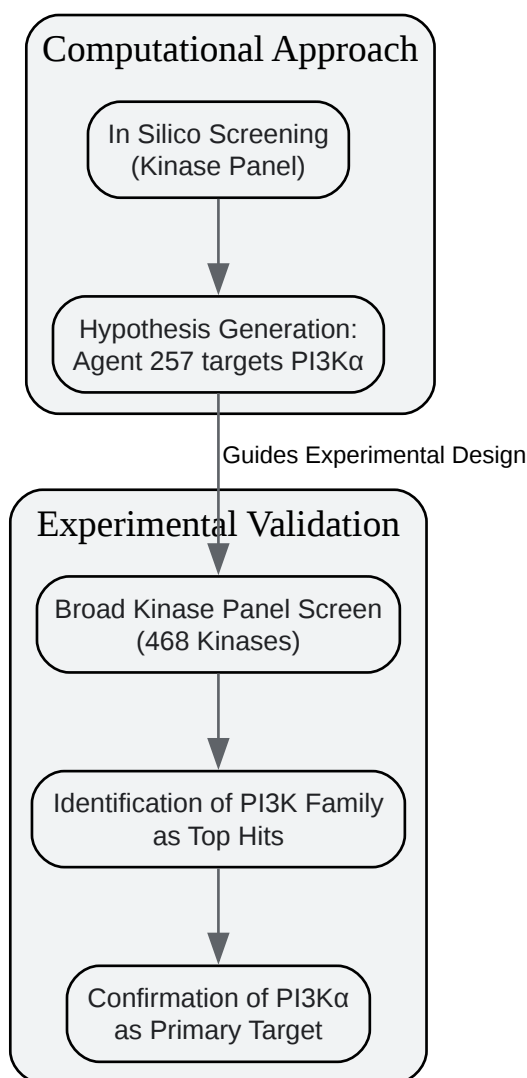 Computational Approach
In Silico Screening
(Kinase Panel)
Hypothesis Generation:
Agent 257 targets PI3Kα
Guides Experimental Design
Experimental Validation
Broad Kinase Panel Screen
(468 Kinases)
Identification of PI3K Family
as Top Hits
Confirmation of PI3Kα
as Primary Target